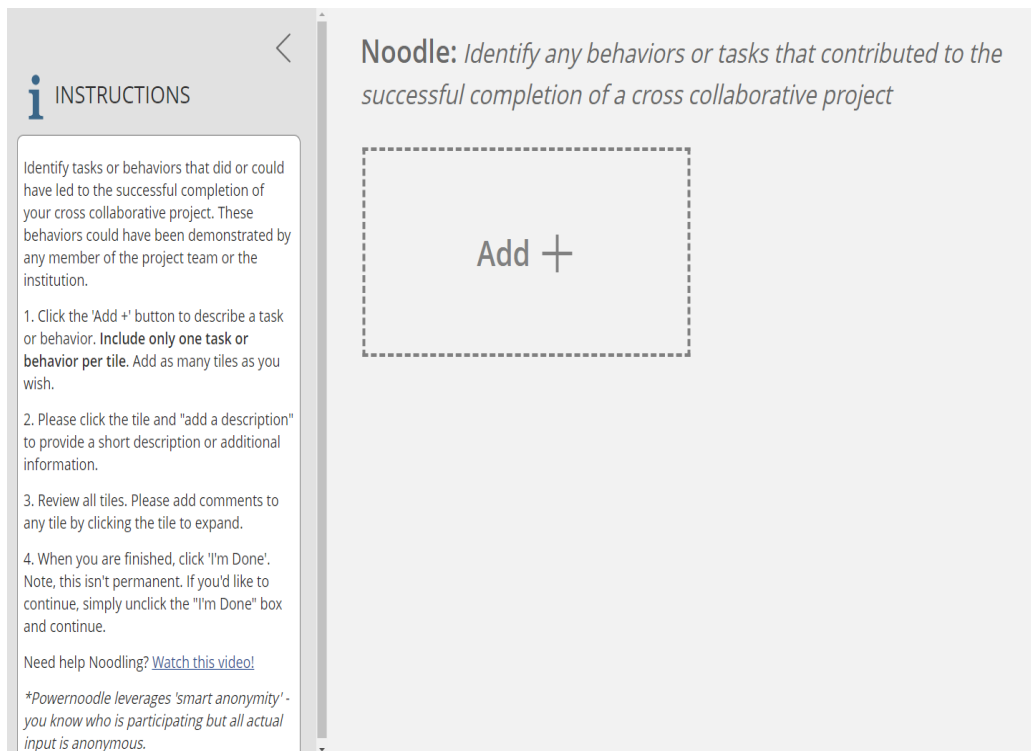 INSTRUCTIONS
Identify tasks or behaviors that did or could
have led to the successful completion of
your cross collaborative project. These
behaviors could have been demonstrated by
any member of the project team or the
institution.
1. Click the 'Add +' button to describe a task
or behavior. Include only one task or
behavior per tile. Add as many tiles as you
wish.
2. Please click the tile and "add a description"
to provide a short description or additional
information.
3. Review all tiles. Please add comments to
any tile by clicking the tile to expand.
4. When you are finished, click 'I'm Done'.
Note, this isn't permanent. If you'd like to
continue, simply unclick the "I'm Done" box
and continue.
Need help Noodling? Watch this video!
*Powernoodle leverages 'smart anonymity' -
you know who is participating but all actual
input is anonymous.
Noodle: Identify any behaviors or tasks that contributed to the
successful completion of a cross collaborative project
Add +